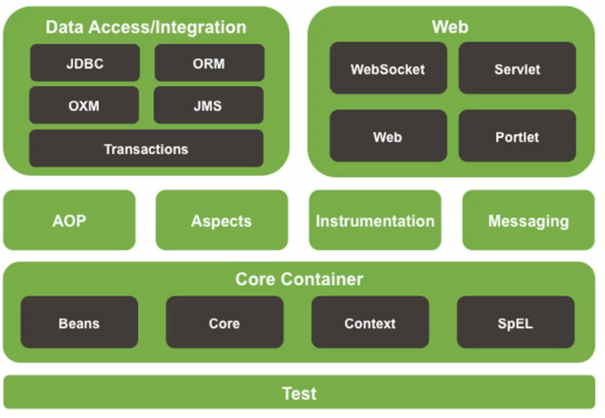 Data Access/Integration
JDBC
ORM
OXM
JMS
Transactions
Web
WebSocket
Servlet
Web
Portlet
AOP
Aspects
Instrumentation
Messaging
Core Container
Beans
Core
Context
SpEL
Test